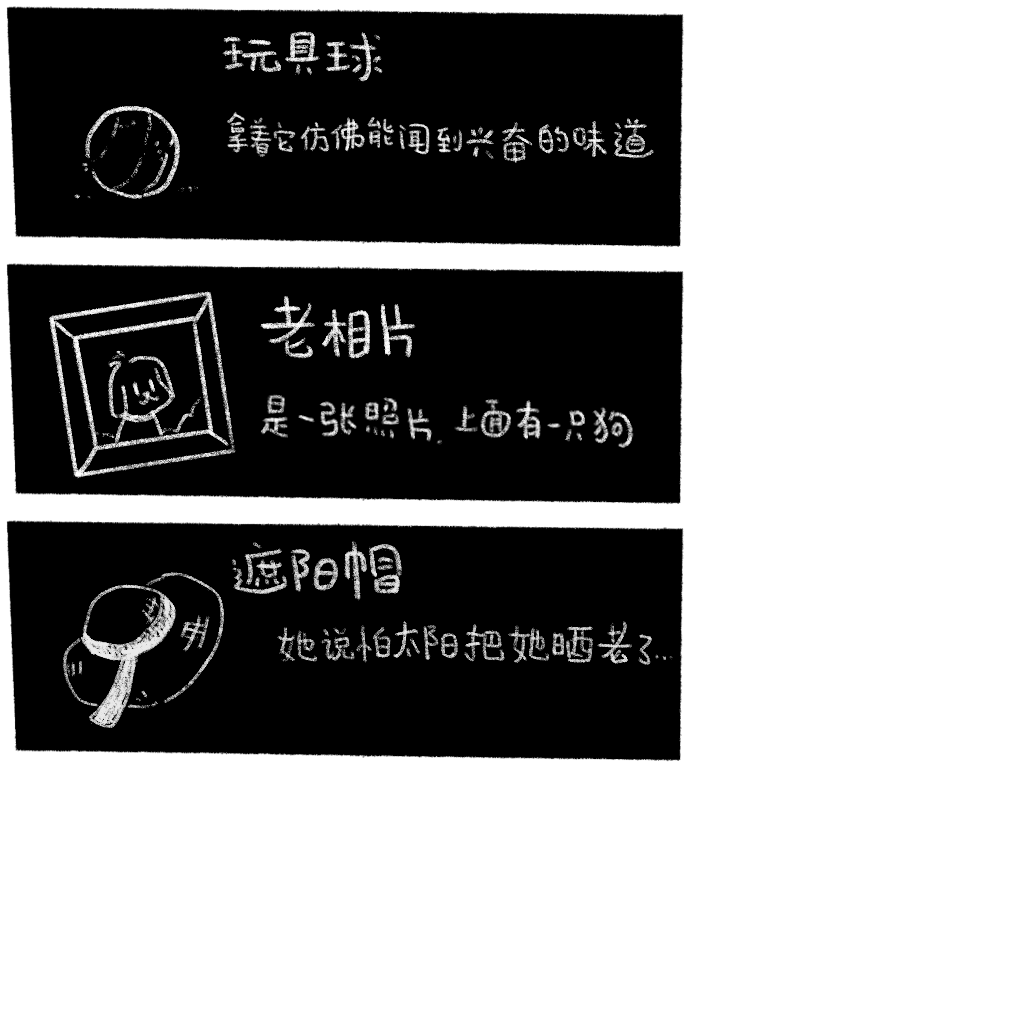 玩具球
拿着它仿佛能闻到兴奋的味道
老相片
是一张照片.上面有一只狗
遮阳帽
她说怕太阳把她晒老了...